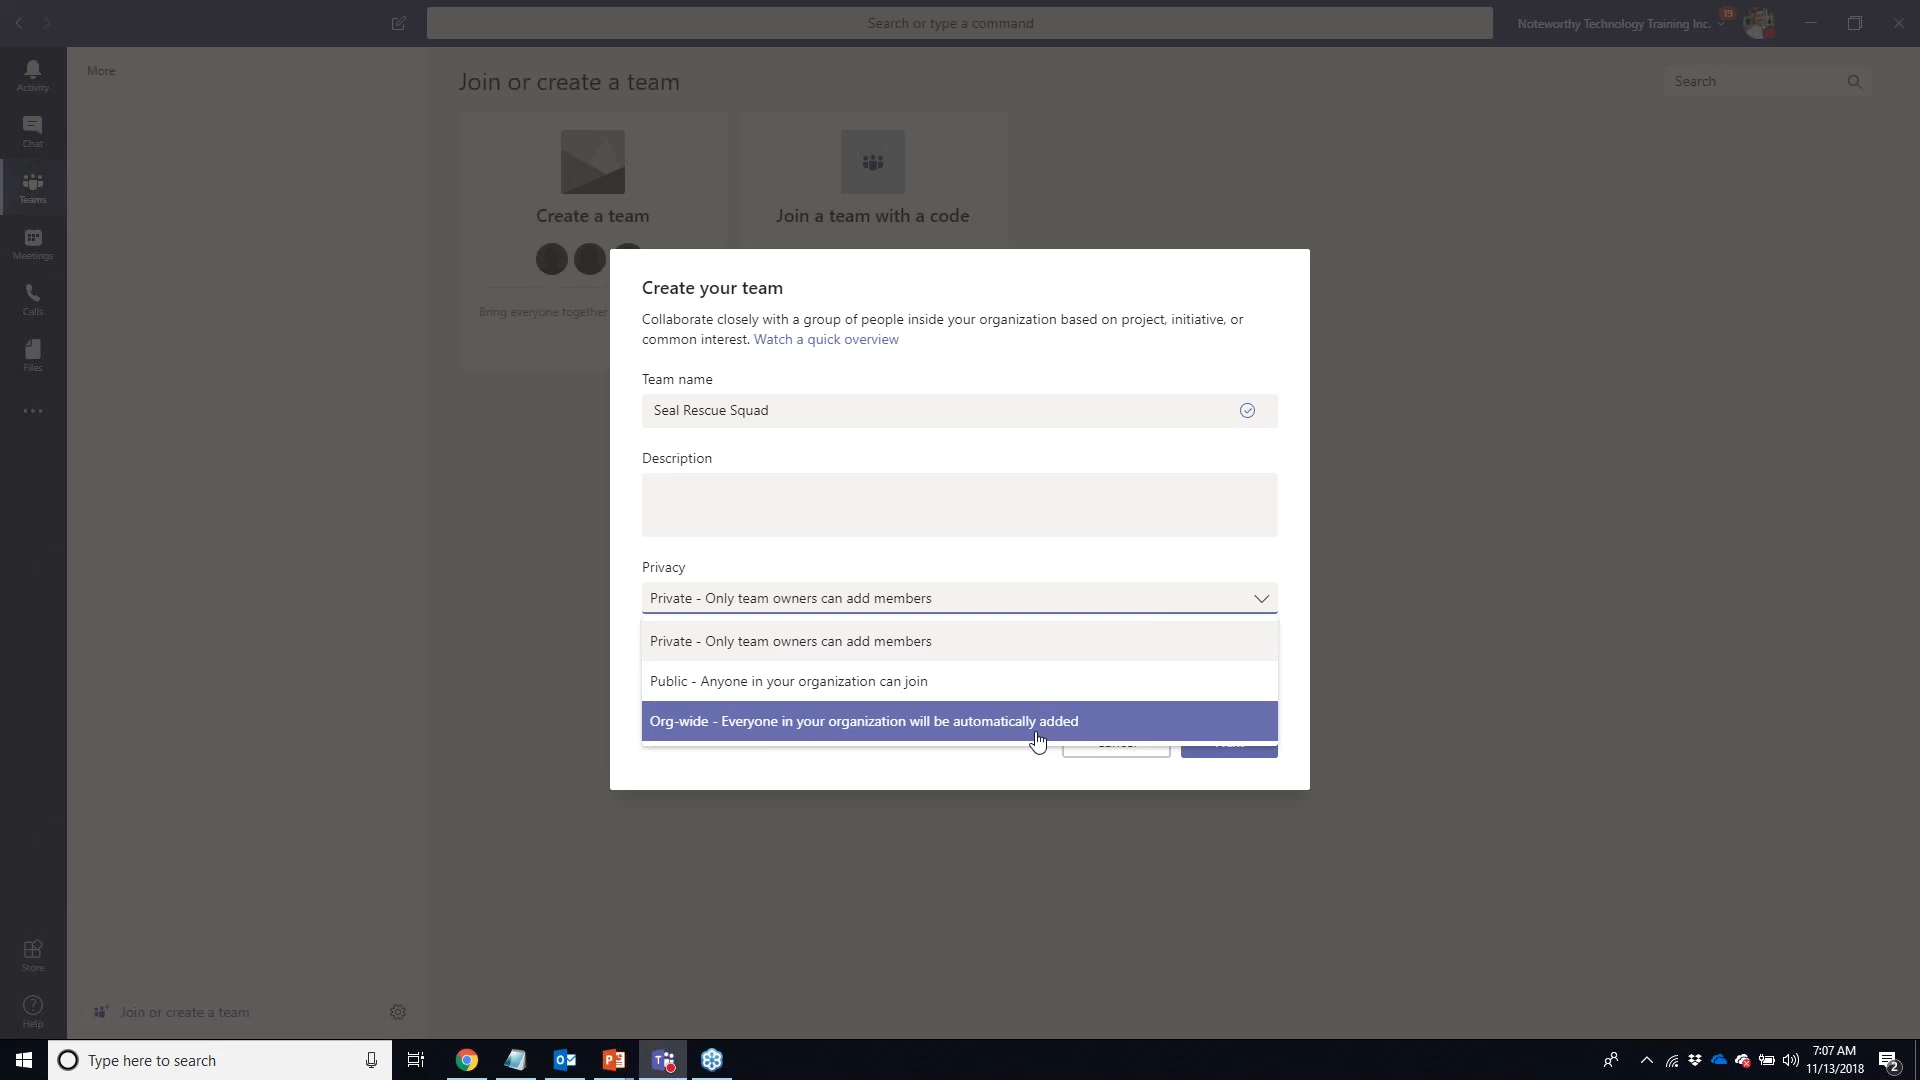 Search or type a command
Noteworthy Technology Training Inc.
19
More
Activity
Chat
Teams
Meetings
Calls
Files
Store
Help
Join or create a team
Search
Create a team
Join a team with a code
Bring everyone together
Create your team
Collaborate closely with a group of people inside your organization based on project, initiative, or
common interest. Watch a quick overview
Team name
Seal Rescue Squad
Description
Privacy
Private - Only team owners can add members
Private - Only team owners can add members
Public - Anyone in your organization can join
Org-wide - Everyone in your organization will be automatically added
Join or create a team
Type here to search
7:07 AM
11/13/2018
2